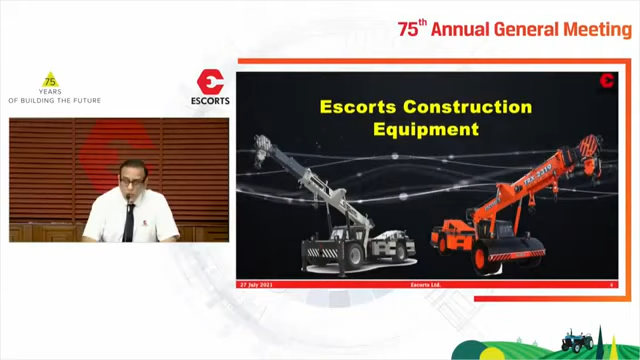 75th Annual General Meeting
75
YEARS
OF BUILDING THE FUTURE
ESCORTS
Escorts Construction
Equipment
27 July 2021
Escorts Ltd.
4